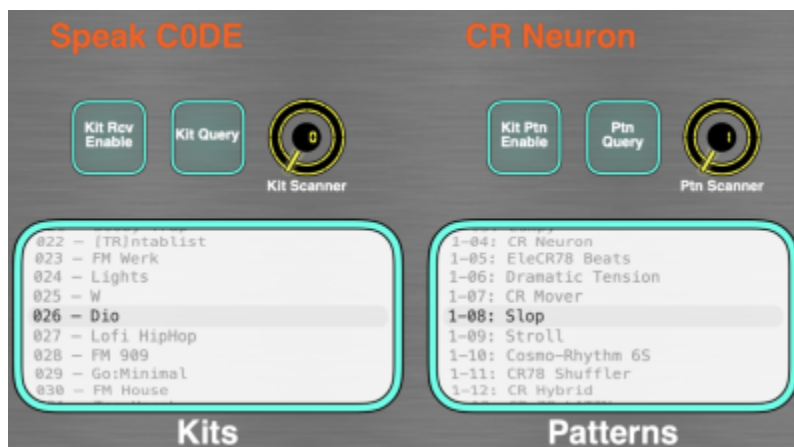 Speak C0DE
Kit Rcv
Enable
Kit Query
0
Kit Scanner
022 – [TR]ntablist
023 – FM Werk
024 – Lights
025 – W
026 – Dio
027 – Lofi HipHop
028 – FM 909
029 – Go:Minimal
030 – FM House
Kits
CR Neuron
Kit Ptn
Enable
Ptn
Query
1
Ptn Scanner
1-04: CR Neuron
1-05: EleCR78 Beats
1-06: Dramatic Tension
1-07: CR Mover
1-08: Slop
1-09: Stroll
1-10: Cosmo-Rhythm 6S
1-11: CR78 Shuffler
1-12: CR Hybrid
Patterns